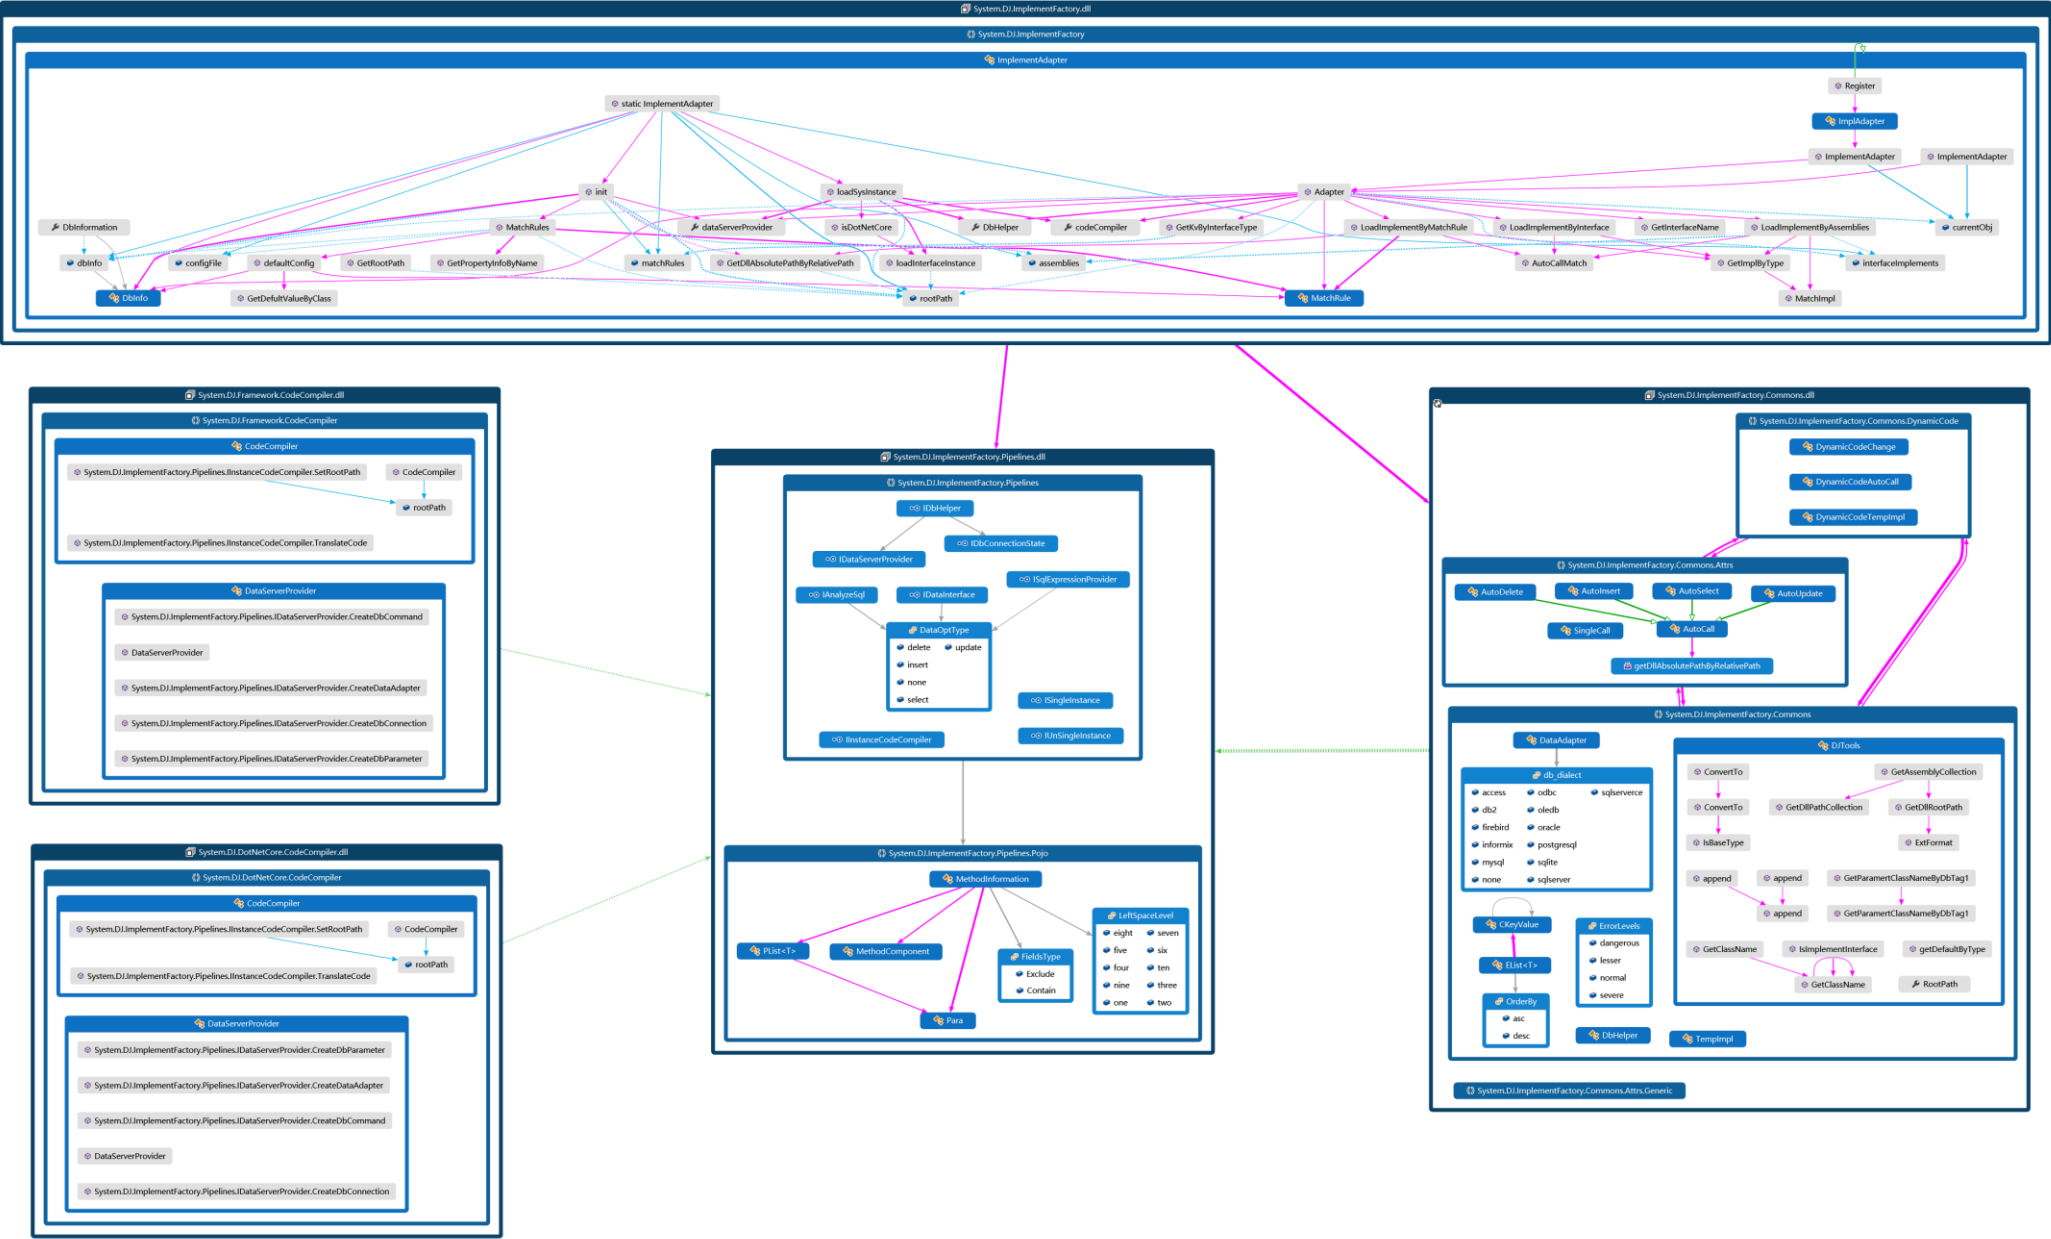 System.DJ.ImplementFactory.dll
System.DJ.ImplementFactory
ImplementAdapter
Register
static ImplementAdapter
ImplAdapter
ImplementAdapter
ImplementAdapter
init
loadSysInstance
Adapter
DbInformation
MatchRules
dataServerProvider
isDotNetCore
DbHelper
codeCompiler
GetKvByInterfaceType
LoadImplementByMatchRule
LoadImplementByInterface
GetInterfaceName
LoadImplementByAssemblies
currentObj
dbInfo
configFile
defaultConfig
GetRootPath
GetPropertyInfoByName
matchRules
GetDllAbsolutePathByRelativePath
loadInterfaceInstance
assemblies
AutoCallMatch
GetImplByType
interfaceImplements
DbInfo
GetDefultValueByClass
rootPath
MatchRule
MatchImpl
System.DJ.Framework.CodeCompiler.dll
System.DJ.Framework.CodeCompiler
CodeCompiler
System.DJ.ImplementFactory.Pipelines.IInstanceCodeCompiler.SetRootPath
CodeCompiler
rootPath
System.DJ.ImplementFactory.Pipelines.IInstanceCodeCompiler.TranslateCode
DataServerProvider
System.DJ.ImplementFactory.Pipelines.IDataServerProvider.CreateDbCommand
DataServerProvider
System.DJ.ImplementFactory.Pipelines.IDataServerProvider.CreateDataAdapter
System.DJ.ImplementFactory.Pipelines.IDataServerProvider.CreateDbConnection
System.DJ.ImplementFactory.Pipelines.IDataServerProvider.CreateDbParameter
System.DJ.DotNetCore.CodeCompiler.dll
System.DJ.DotNetCore.CodeCompiler
CodeCompiler
System.DJ.ImplementFactory.Pipelines.IInstanceCodeCompiler.SetRootPath
CodeCompiler
rootPath
System.DJ.ImplementFactory.Pipelines.IInstanceCodeCompiler.TranslateCode
DataServerProvider
System.DJ.ImplementFactory.Pipelines.IDataServerProvider.CreateDbParameter
System.DJ.ImplementFactory.Pipelines.IDataServerProvider.CreateDataAdapter
System.DJ.ImplementFactory.Pipelines.IDataServerProvider.CreateDbCommand
DataServerProvider
System.DJ.ImplementFactory.Pipelines.IDataServerProvider.CreateDbConnection
System.DJ.ImplementFactory.Pipelines.dll
System.DJ.ImplementFactory.Pipelines
IDbHelper
IDbConnectionState
IDataServerProvider
ISqlExpressionProvider
IAnalyzeSql
IDataInterface
DataOptType
delete
update
insert
none
select
ISingleInstance
IInstanceCodeCompiler
IUnSingleInstance
System.DJ.ImplementFactory.Pipelines.Pojo
MethodInformation
PList<T>
MethodComponent
FieldsType
Exclude
Contain
LeftSpaceLevel
eight
seven
five
six
four
ten
nine
three
one
two
Para
System.DJ.ImplementFactory.Commons.dll
System.DJ.ImplementFactory.Commons.DynamicCode
DynamicCodeChange
DynamicCodeAutoCall
DynamicCodeTempImpl
System.DJ.ImplementFactory.Commons.Attrs
AutoDelete
AutoInsert
AutoSelect
AutoUpdate
SingleCall
AutoCall
getDllAbsolutePathByRelativePath
System.DJ.ImplementFactory.Commons
DataAdapter
db_dialect
access
odbc
sqlserverce
db2
oledb
firebird
oracle
informix
postgresql
mysql
sqlite
none
sqlserver
CKeyValue
EList<T>
OrderBy
asc
desc
ErrorLevels
dangerous
lesser
normal
severe
DbHelper
TempImpl
DJTools
ConvertTo
GetAssemblyCollection
ConvertTo
GetDllPathCollection
GetDllRootPath
IsBaseType
ExtFormat
append
append
GetParamertClassNameByDbTag1
append
GetParamertClassNameByDbTag1
GetClassName
IsImplementInterface
getDefaultByType
GetClassName
RootPath
System.DJ.ImplementFactory.Commons.Attrs.Generic